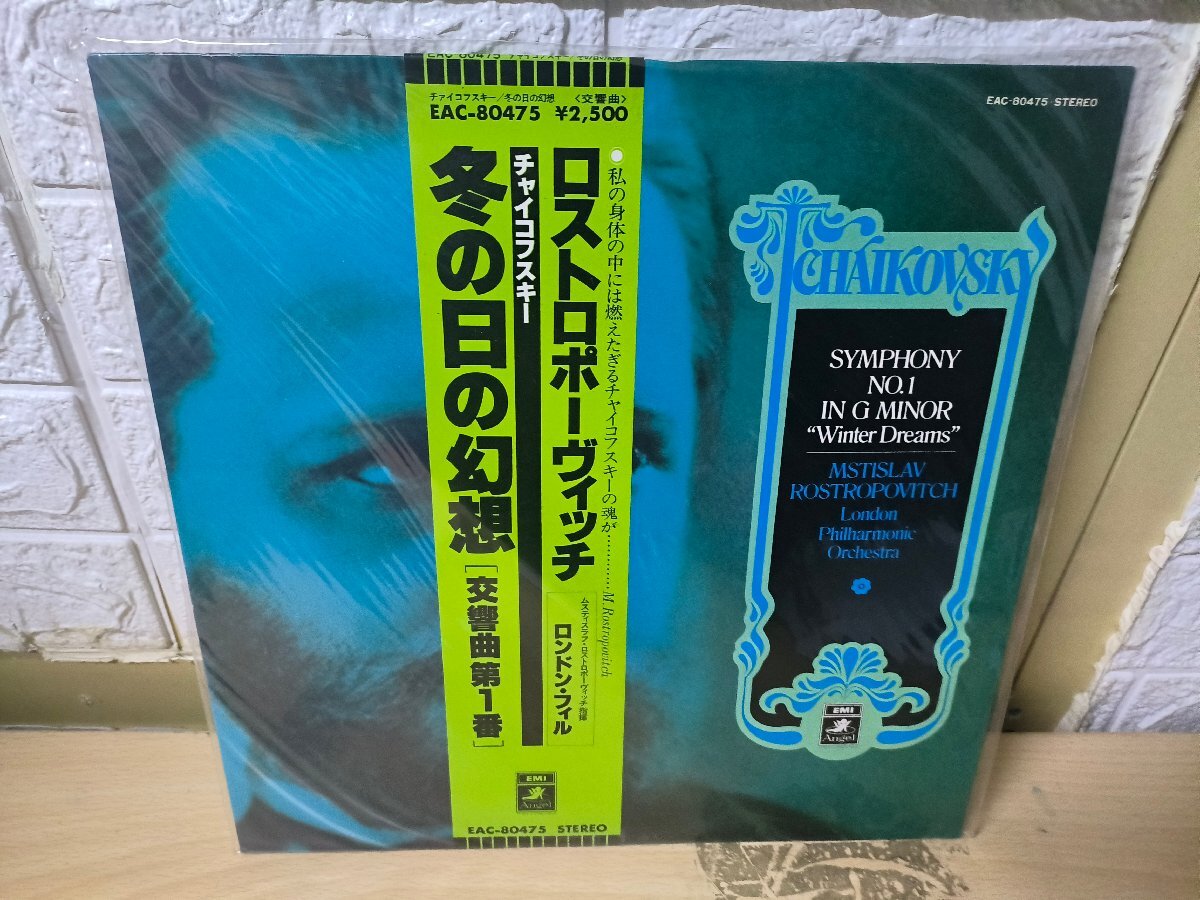 EAC-80475 チャイコフスキー/冬の日の幻想
チャイコフスキー/冬の日の幻想 〈交響曲〉
EAC-80475 ¥2,500
●私の身体の中には燃えたぎるチャイコフスキーの魂が…………M.Rostropovitch
ロストロポーヴィッチ
ムスティスラフ・ロストロポーヴィッチ指揮
ロンドン・フィル
チャイコフスキー
冬の日の幻想[交響曲第1番]
EMI
Angel
EAC-80475 STEREO
EAC-80475・STEREO
TCHAIKOVSKY
SYMPHONY
NO.1
IN G MINOR
“Winter Dreams”
MSTISLAV
ROSTROPOVITCH
London
Philharmonic
Orchestra
EMI
Angel